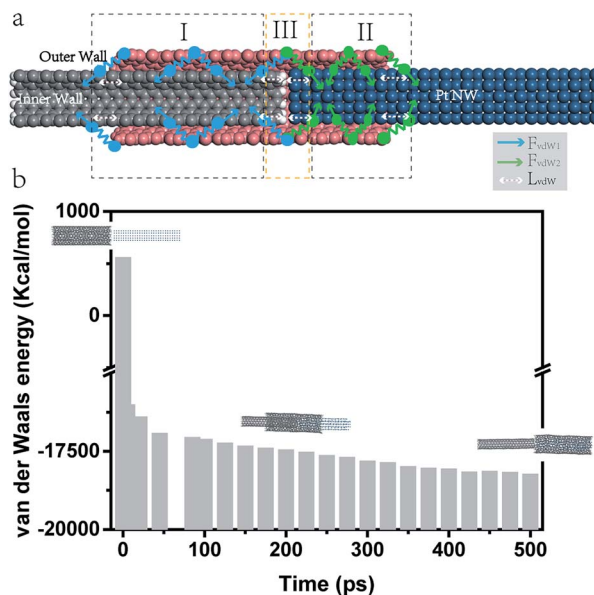 a
I
III
II
Outer Wall
Inner Wall
Pt NW
FvdW1
FvdW2
LvdW
b
van der Waals energy (Kcal/mol)
1000
0
-17500
-20000
0 100 200 300 400 500
Time (ps)